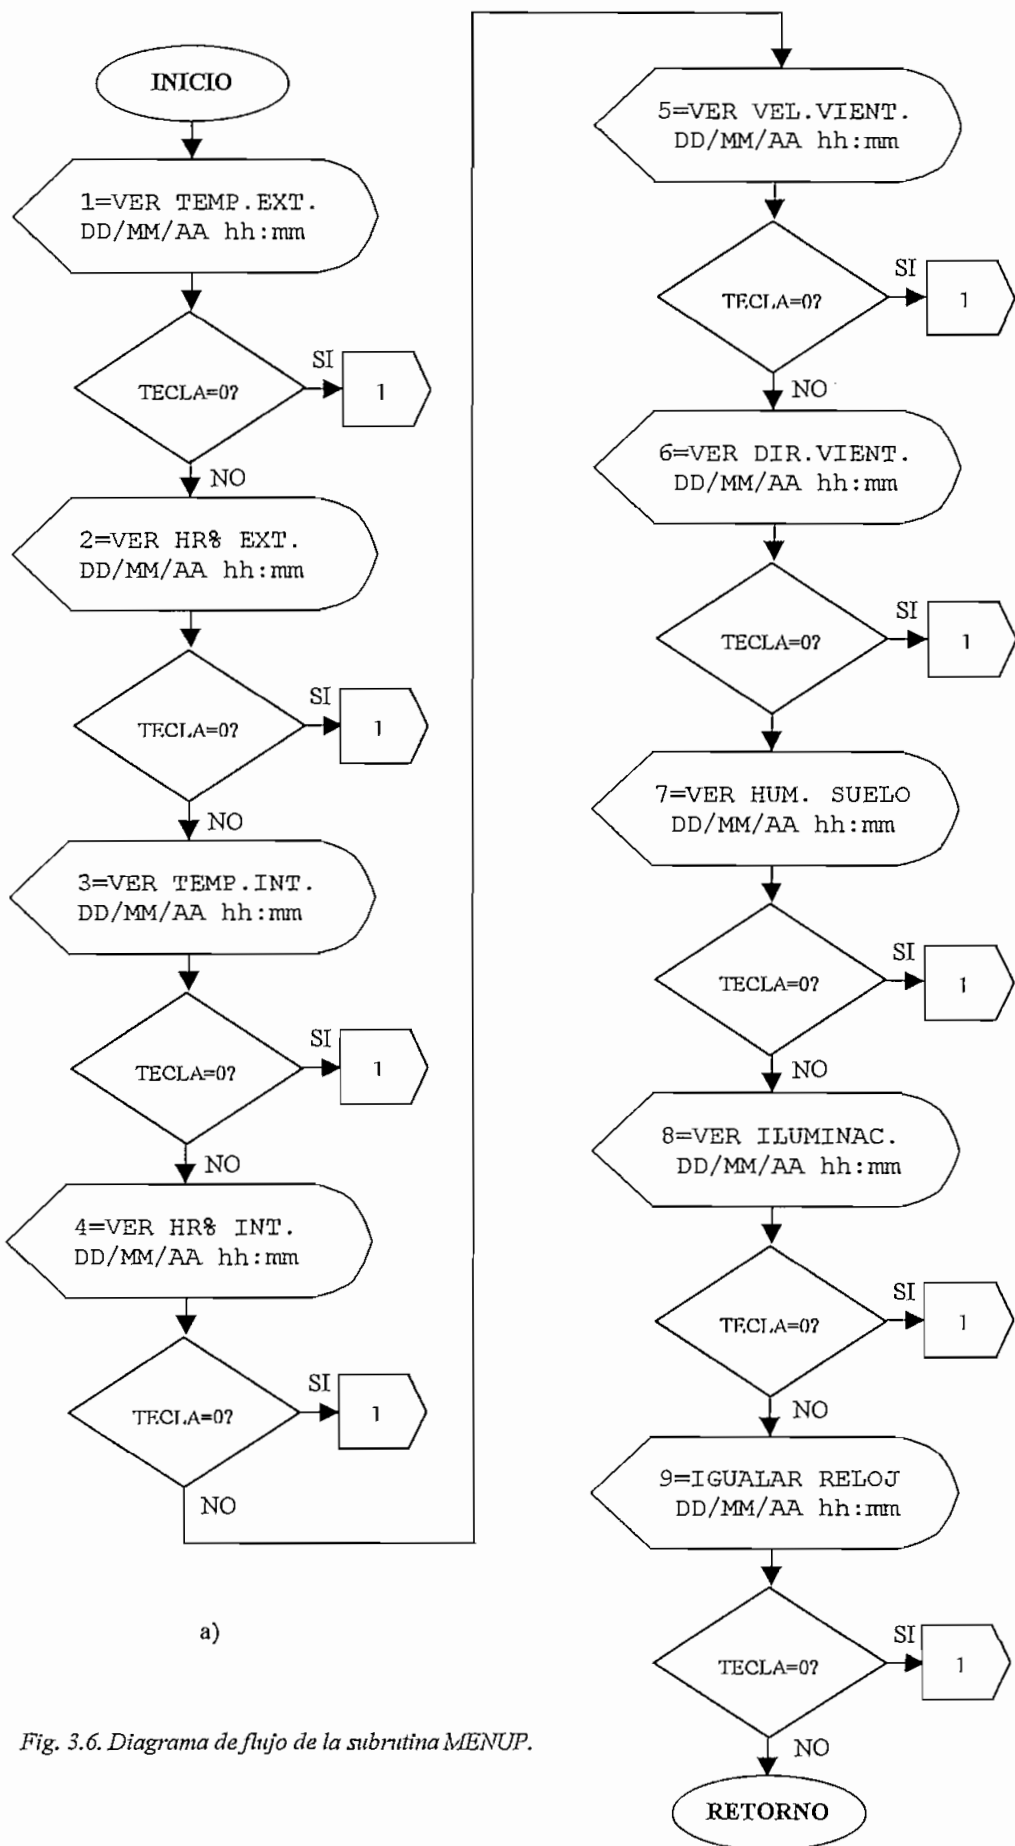 INICIO
1=VER TEMP.EXT.
DD/MM/AA hh:mm
TECLA=0?
SI
1
NO
2=VER HR% EXT.
DD/MM/AA hh:mm
TECLA=0?
SI
1
NO
3=VER TEMP.INT.
DD/MM/AA hh:mm
TECLA=0?
SI
1
NO
4=VER HR% INT.
DD/MM/AA hh:mm
TECLA=0?
SI
1
NO
5=VER VEL.VIENT.
DD/MM/AA hh:mm
TECLA=0?
SI
1
NO
6=VER DIR.VIENT.
DD/MM/AA hh:mm
TECLA=0?
SI
1
7=VER HUM. SUELO
DD/MM/AA hh:mm
TECLA=0?
SI
1
NO
8=VER ILUMINAC.
DD/MM/AA hh:mm
TECLA=0?
SI
1
NO
9=IGUALAR RELOJ
DD/MM/AA hh:mm
TECLA=0?
SI
1
NO
RETORNO
a)
Fig. 3.6. Diagrama de flujo de la subrutina MENUP.